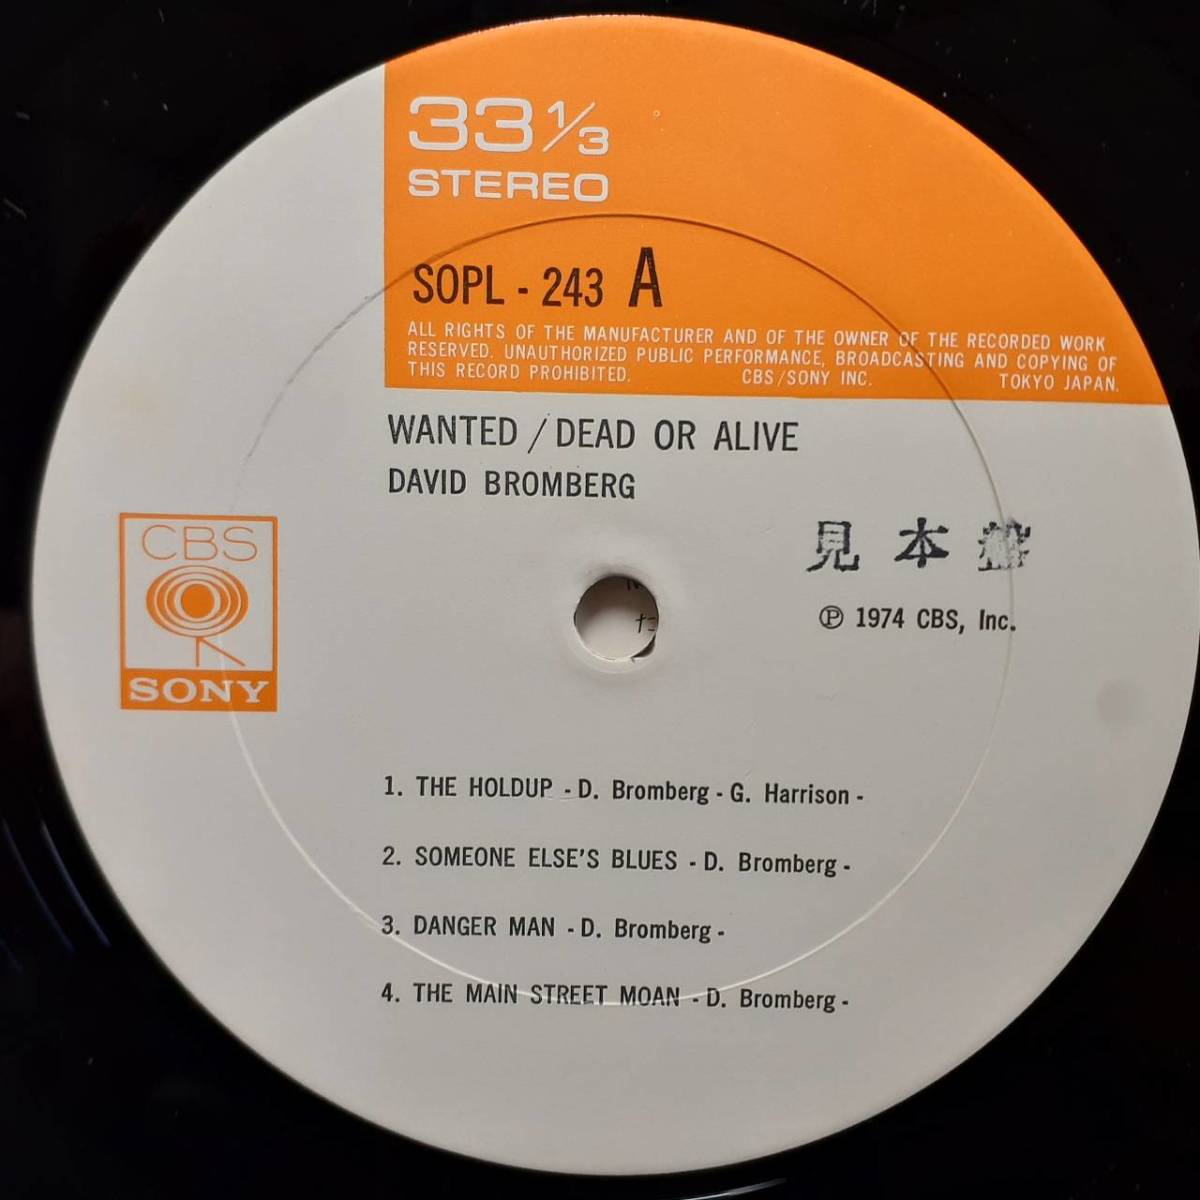 33 1/3
STEREO
SOPL - 243 A
ALL RIGHTS OF THE MANUFACTURER AND OF THE OWNER OF THE RECORDED WORK
RESERVED. UNAUTHORIZED PUBLIC PERFORMANCE, BROADCASTING AND COPYING OF
THIS RECORD PROHIBITED. CBS/SONY INC. TOKYO JAPAN.
WANTED / DEAD OR ALIVE
DAVID BROMBERG
CBS
SONY
見本盤
Ⓟ 1974 CBS, Inc.
1. THE HOLDUP - D. Bromberg - G. Harrison -
2. SOMEONE ELSE'S BLUES - D. Bromberg -
3. DANGER MAN - D. Bromberg -
4. THE MAIN STREET MOAN - D. Bromberg -